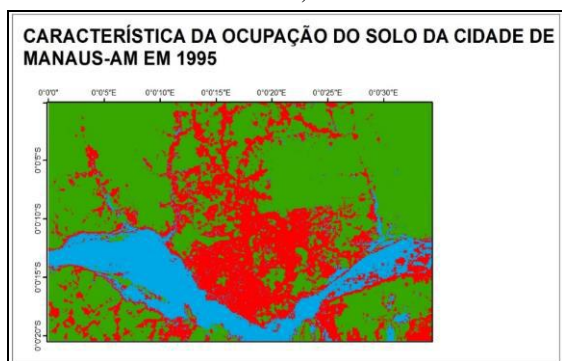 CARACTERÍSTICA DA OCUPAÇÃO DO SOLO DA CIDADE DE
MANAUS-AM EM 1995
0°0'0" 0°0'5"E 0°0'10"E 0°0'15"E 0°0'20"E 0°0'25"E 0°0'30"E
0°0'5"S
0°0'10"S
0°0'15"S
0°0'20"S